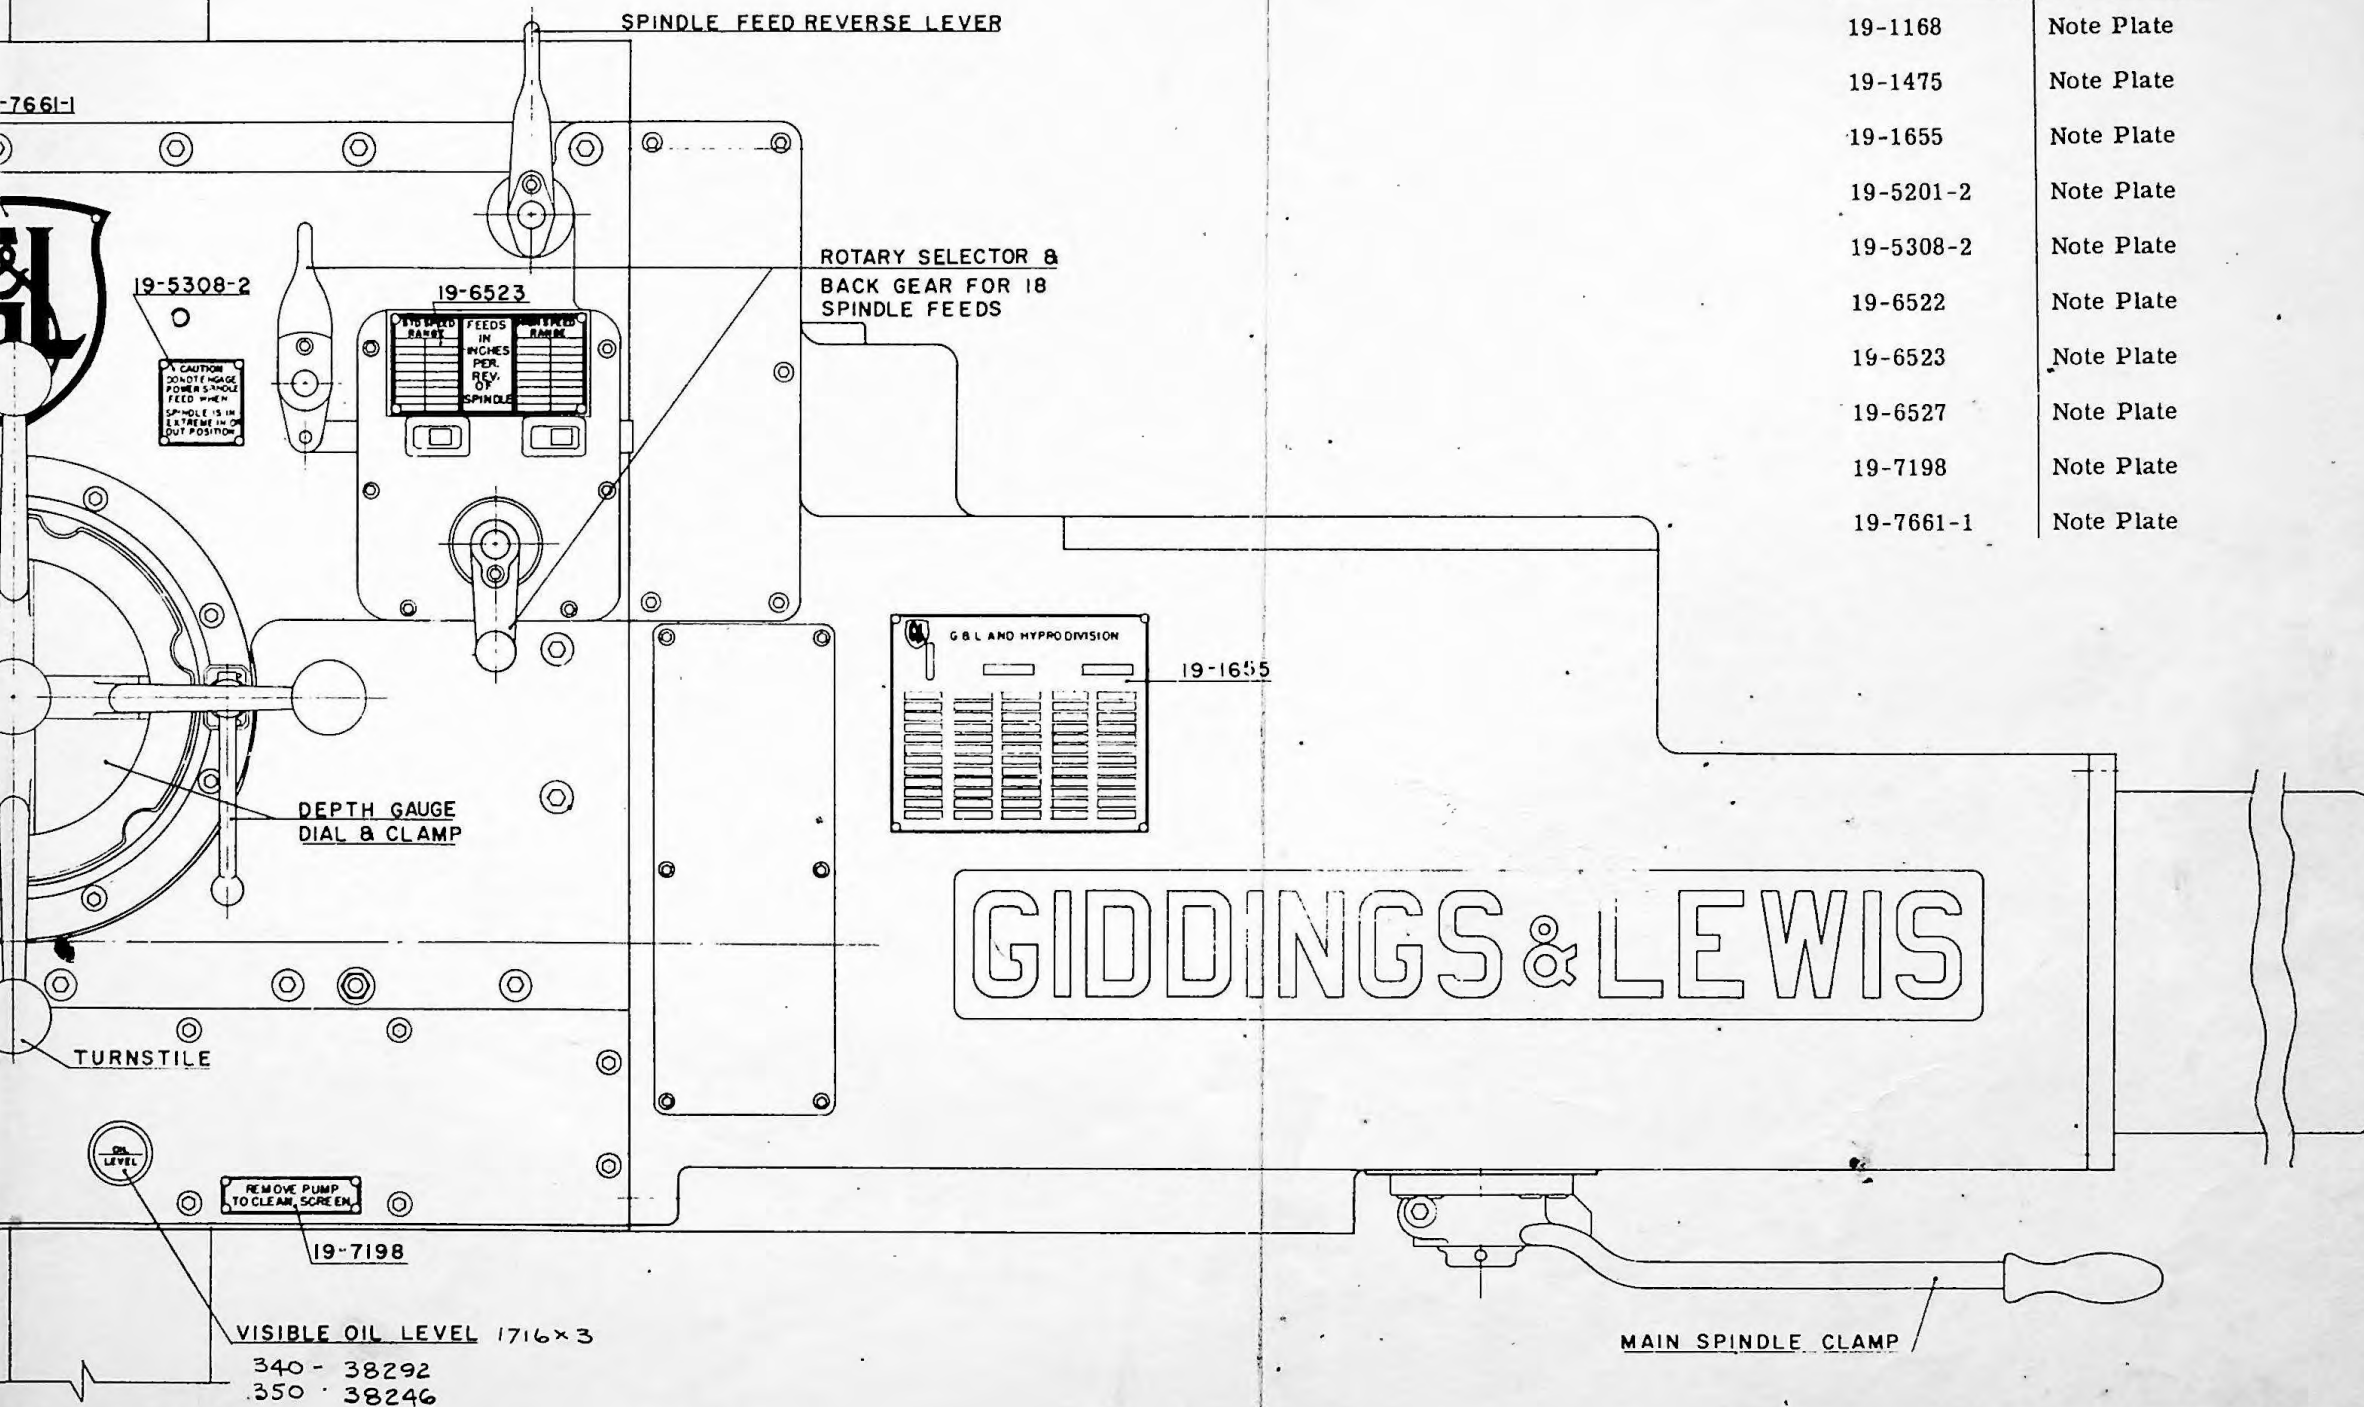 SPINDLE FEED REVERSE LEVER
-7661-1
&L
19-5308-2
19-6523
ROTARY SELECTOR &
BACK GEAR FOR 18
SPINDLE FEEDS
STD SPEED
RANGE
FEEDS
IN
INCHES
PER.
REV.
OF
SPINDLE
HIGH SPEED
RANGE
CAUTION
DO NOT ENGAGE
POWER SPINDLE
FEED WHEN
SPINDLE IS IN
EXTREME IN OR
OUT POSITION
G & L AND HYPRO DIVISION
19-1655
DEPTH GAUGE
DIAL & CLAMP
GIDDINGS & LEWIS
TURNSTILE
OIL
LEVEL
REMOVE PUMP
TO CLEAN SCREEN
19-7198
VISIBLE OIL LEVEL 1716×3
340 - 38292
350 · 38246
MAIN SPINDLE CLAMP
19-1168 Note Plate
19-1475 Note Plate
19-1655 Note Plate
19-5201-2 Note Plate
19-5308-2 Note Plate
19-6522 Note Plate
19-6523 Note Plate
19-6527 Note Plate
19-7198 Note Plate
19-7661-1 Note Plate